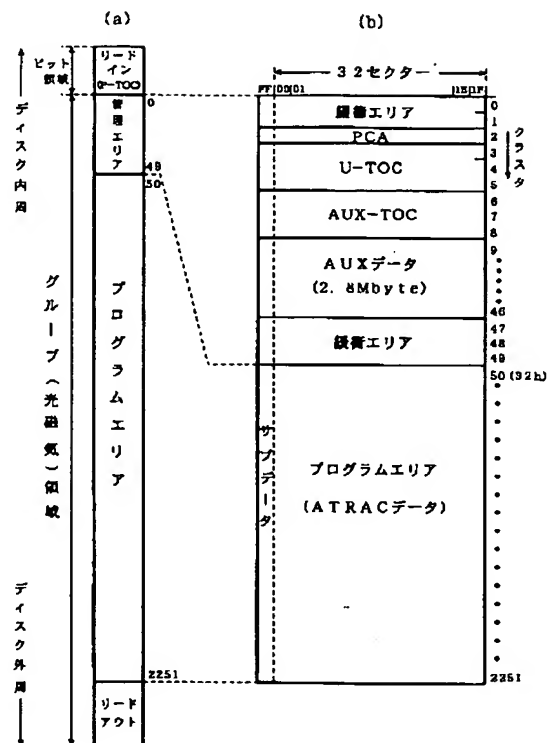 (a)
(b)
リード
イン
(P-TOC)
ピット
領域
管理エリア
0
49
50
プログラムエリア
2251
リード
アウト
ディスク内周
グループ(光磁気)領域
ディスク外周
32セクター
FF 00 01
1E 1F
緩衝エリア
PCA
U-TOC
AUX-TOC
AUXデータ
(2.8Mbyte)
緩衝エリア
サブデータ
プログラムエリア
(ATRACデータ)
0
1
2
3
4
5
6
7
8
9
46
47
48
49
50(32h)
2251
クラスタ